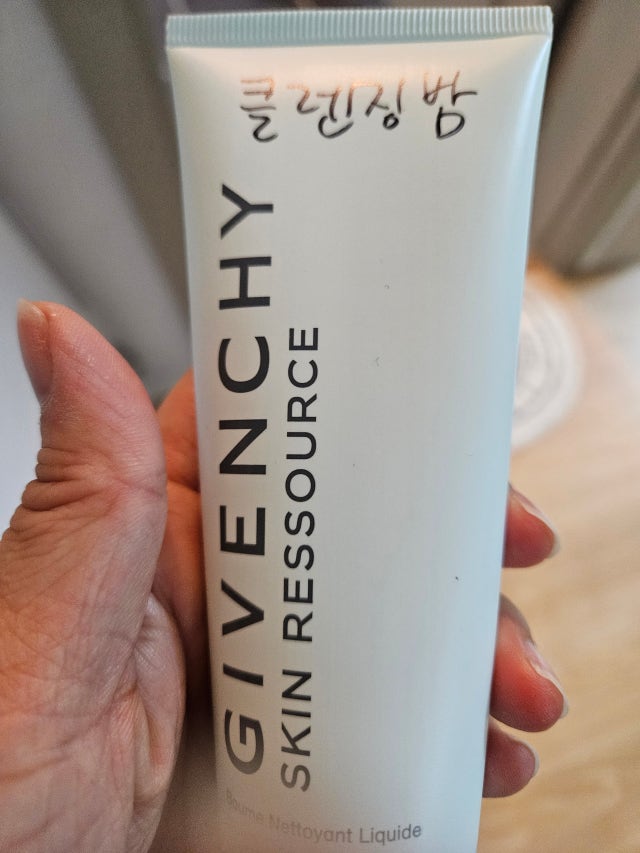 클렌징밤
GIVENCHY
SKIN RESSOURCE
Baume Nettoyant Liquide